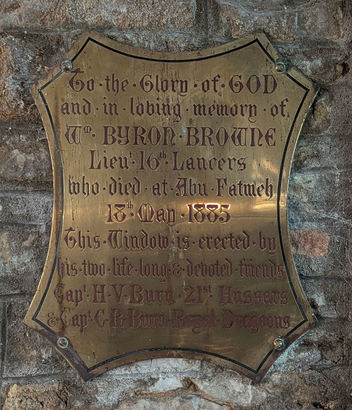 To · the · Glory · of · GOD
and · in · loving · memory · of
Wᵐ · BYRON · BROWNE
Lieuᵗ · 16ᵗʰ · Lancers
who · died · at · Abu · Fatmeh
18ᵗʰ · May · 1885
This · Window · is · erected · by
his · two · life · long · & · devoted · friends
Capᵗ · H · V · Burn · 21ˢᵗ · Hussars
& Capᵗ · C · Burn · Royal · Dragoons